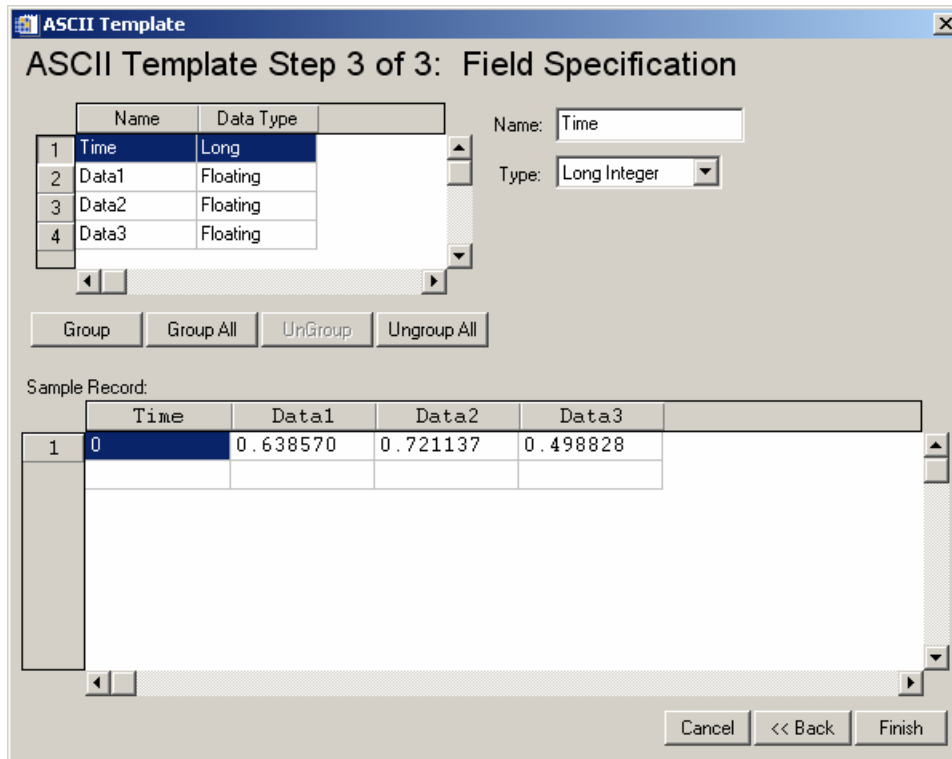 ASCII Template
ASCII Template Step 3 of 3: Field Specification
Name Data Type
1 Time Long
2 Data1 Floating
3 Data2 Floating
4 Data3 Floating
Name: Time
Type: Long Integer
Group Group All UnGroup Ungroup All
Sample Record:
Time Data1 Data2 Data3
1 0 0.638570 0.721137 0.498828
Cancel << Back Finish